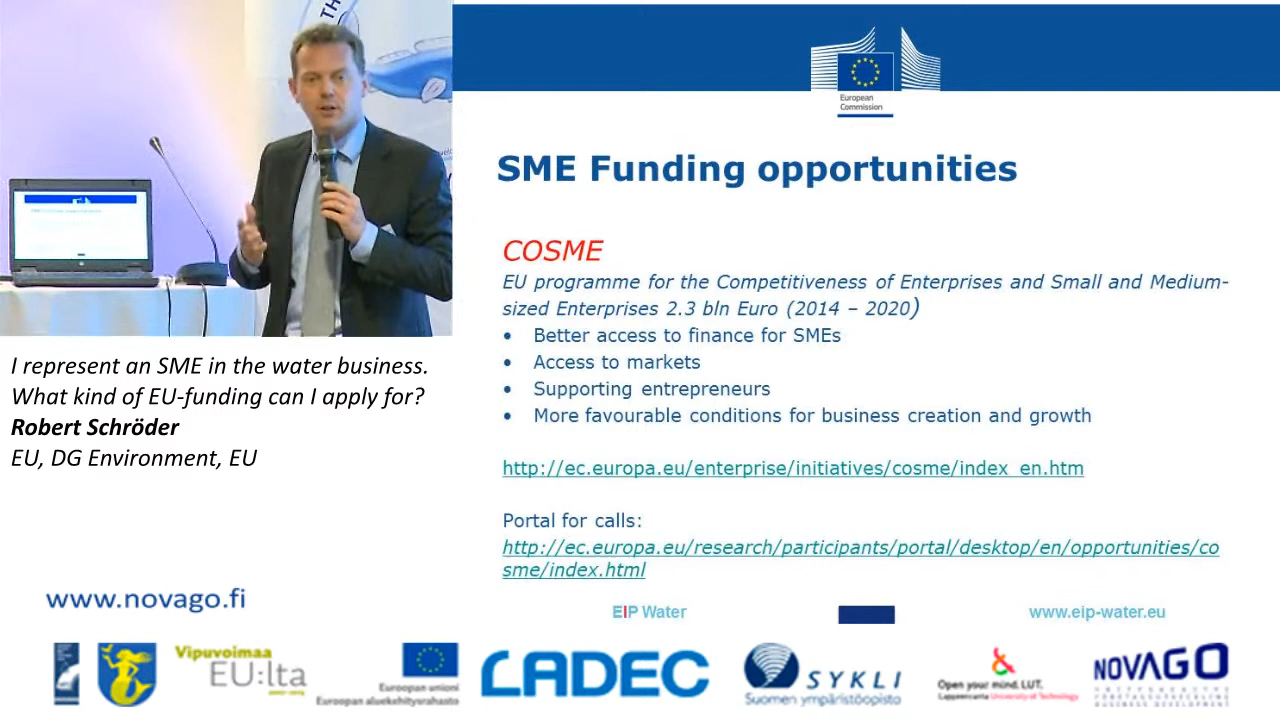 TH
European
Commission
SME Funding opportunities
COSME
EU programme for the Competitiveness of Enterprises and Small and Medium-
sized Enterprises 2.3 bln Euro (2014 – 2020)
• Better access to finance for SMEs
• Access to markets
• Supporting entrepreneurs
• More favourable conditions for business creation and growth
http://ec.europa.eu/enterprise/initiatives/cosme/index_en.htm
Portal for calls:
http://ec.europa.eu/research/participants/portal/desktop/en/opportunities/co
sme/index.html
EIP Water
www.eip-water.eu
I represent an SME in the water business.
What kind of EU-funding can I apply for?
Robert Schröder
EU, DG Environment, EU
www.novago.fi
Vipuvoimaa
EU:lta
Euroopan unioni
Euroopan aluekehitysrahasto
LADEC
SYKLI
Suomen ympäristöopisto
Open your mind. LUT.
Lappeenranta University of Technology
NOVAGO
BUSINESS DEVELOPMENT